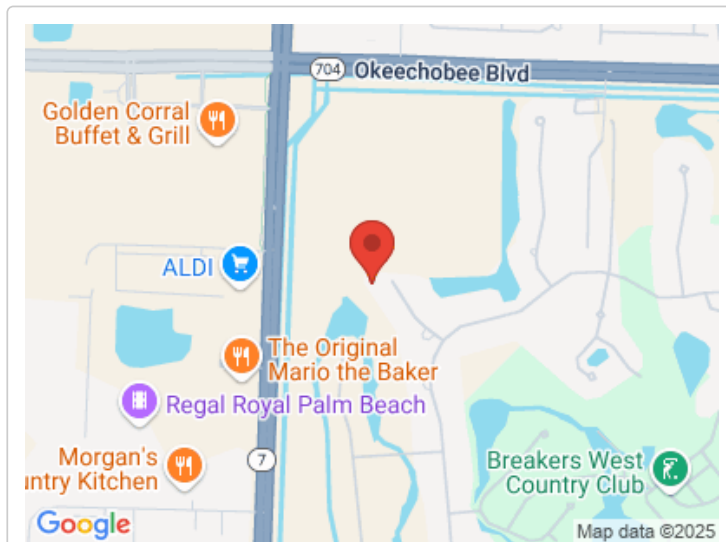 704
Okeechobee Blvd
Golden Corral
Buffet & Grill
ALDI
The Original
Mario the Baker
Regal Royal Palm Beach
Morgan's
untry Kitchen
7
Breakers West
Country Club
Google
Map data ©2025